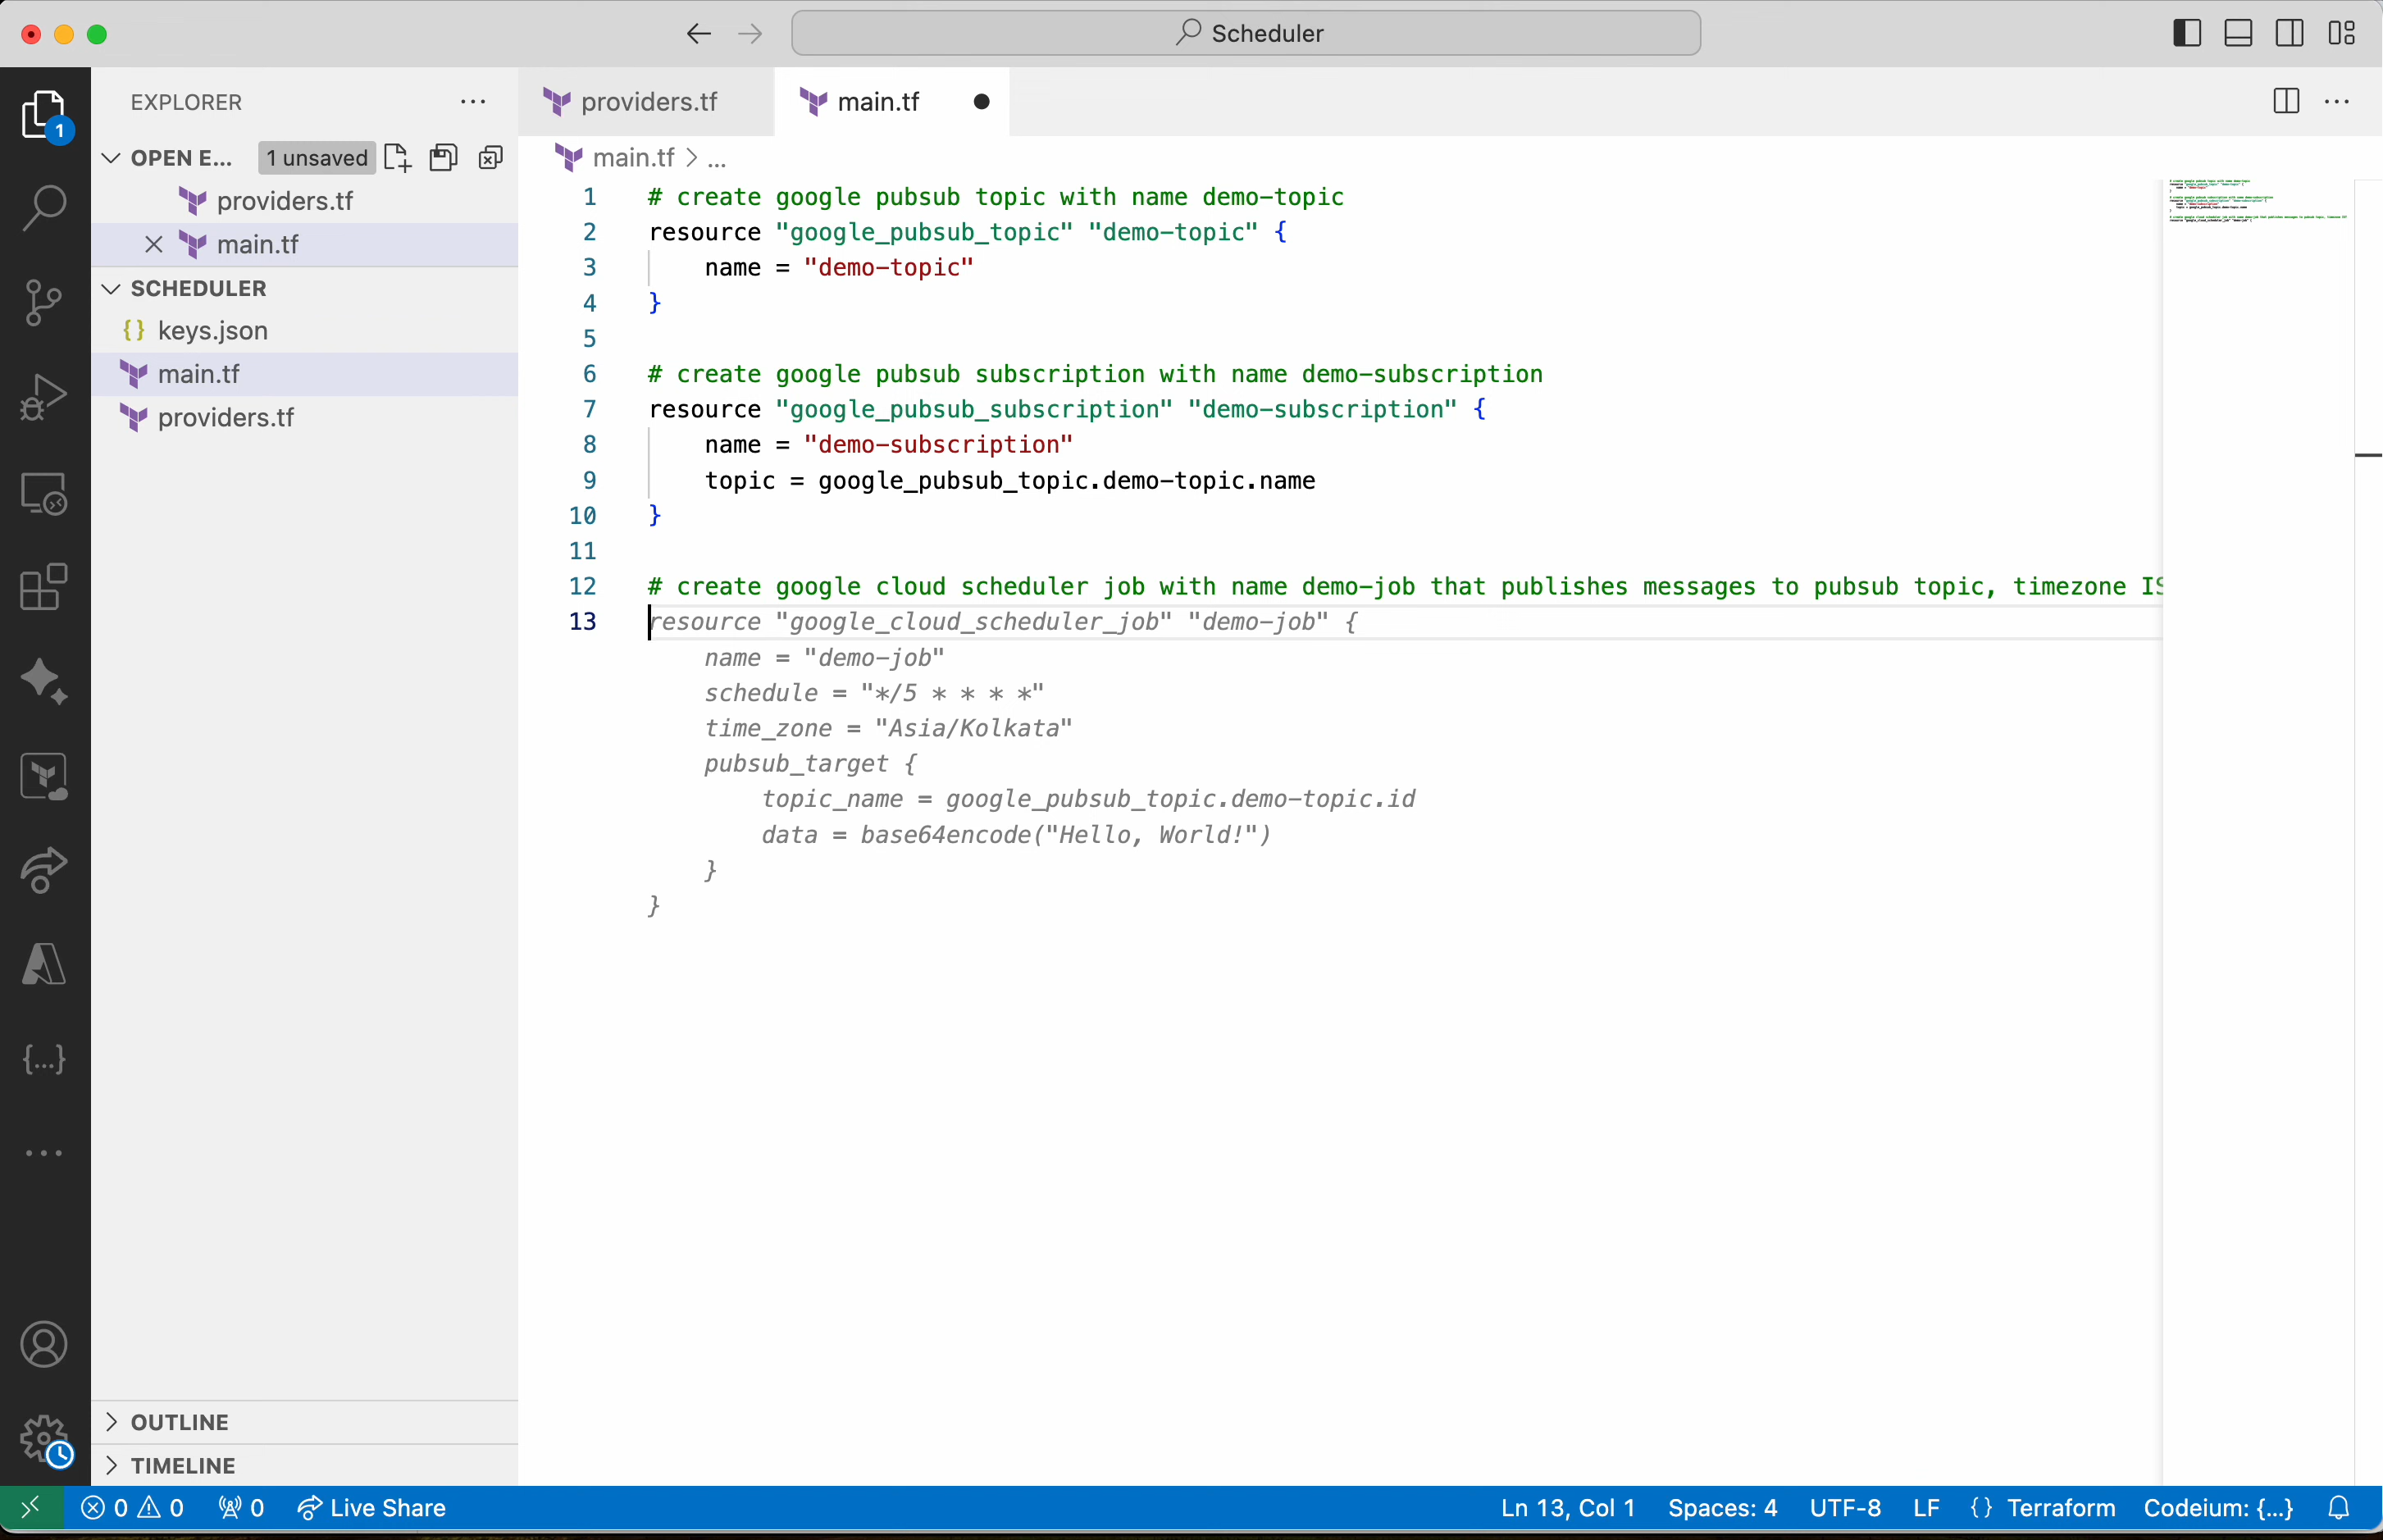 Scheduler
EXPLORER
OPEN E... 1 unsaved
providers.tf
main.tf
SCHEDULER
keys.json
main.tf
providers.tf
OUTLINE
TIMELINE
1
providers.tf
main.tf
main.tf > ...
1 # create google pubsub topic with name demo-topic
2 resource "google_pubsub_topic" "demo-topic" {
3 name = "demo-topic"
4 }
5
6 # create google pubsub subscription with name demo-subscription
7 resource "google_pubsub_subscription" "demo-subscription" {
8 name = "demo-subscription"
9 topic = google_pubsub_topic.demo-topic.name
10 }
11
12 # create google cloud scheduler job with name demo-job that publishes messages to pubsub topic, timezone IS
13 resource "google_cloud_scheduler_job" "demo-job" {
name = "demo-job"
schedule = "*/5 * * * *"
time_zone = "Asia/Kolkata"
pubsub_target {
topic_name = google_pubsub_topic.demo-topic.id
data = base64encode("Hello, World!")
}
}
0 0 0 Live Share Ln 13, Col 1 Spaces: 4 UTF-8 LF {} Terraform Codeium: {...}